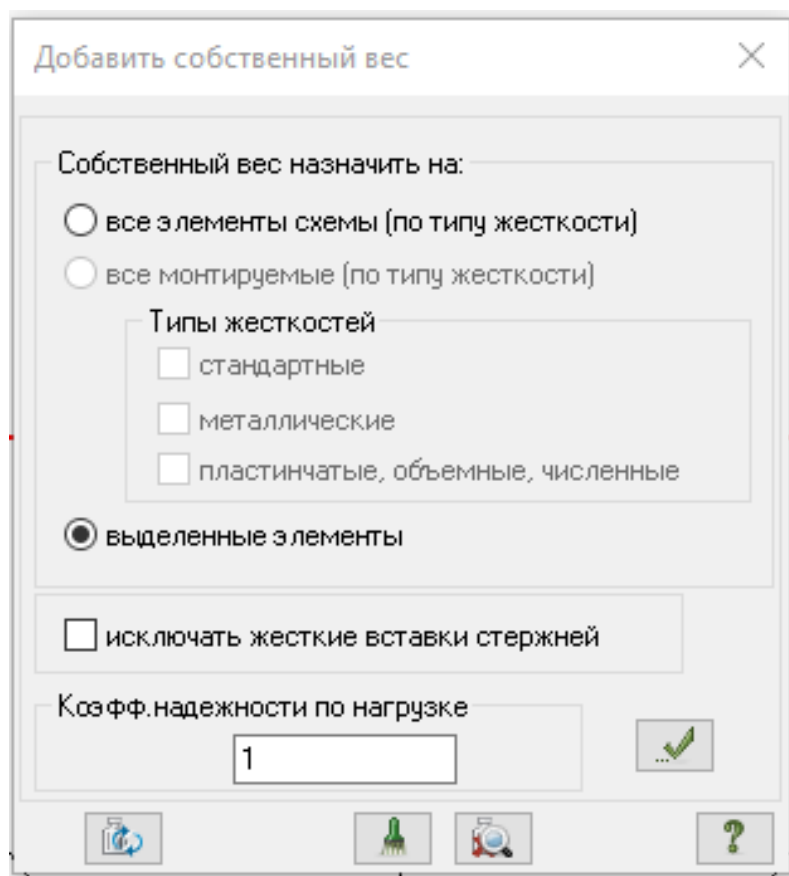 Добавить собственный вес
Собственный вес назначить на:
все элементы схемы (по типу жесткости)
все монтируемые (по типу жесткости)
Типы жесткостей
стандартные
металлические
пластинчатые, объемные, численные
выделенные элементы
исключать жесткие вставки стержней
Коэфф.надежности по нагрузке
1